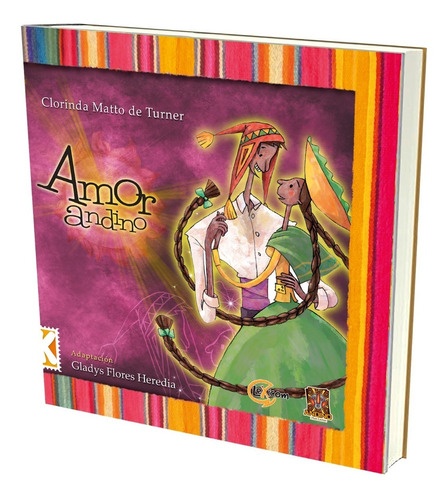 Clorinda Matto de Turner
Amor
andino
Adaptación
Gladys Flores Heredia
K